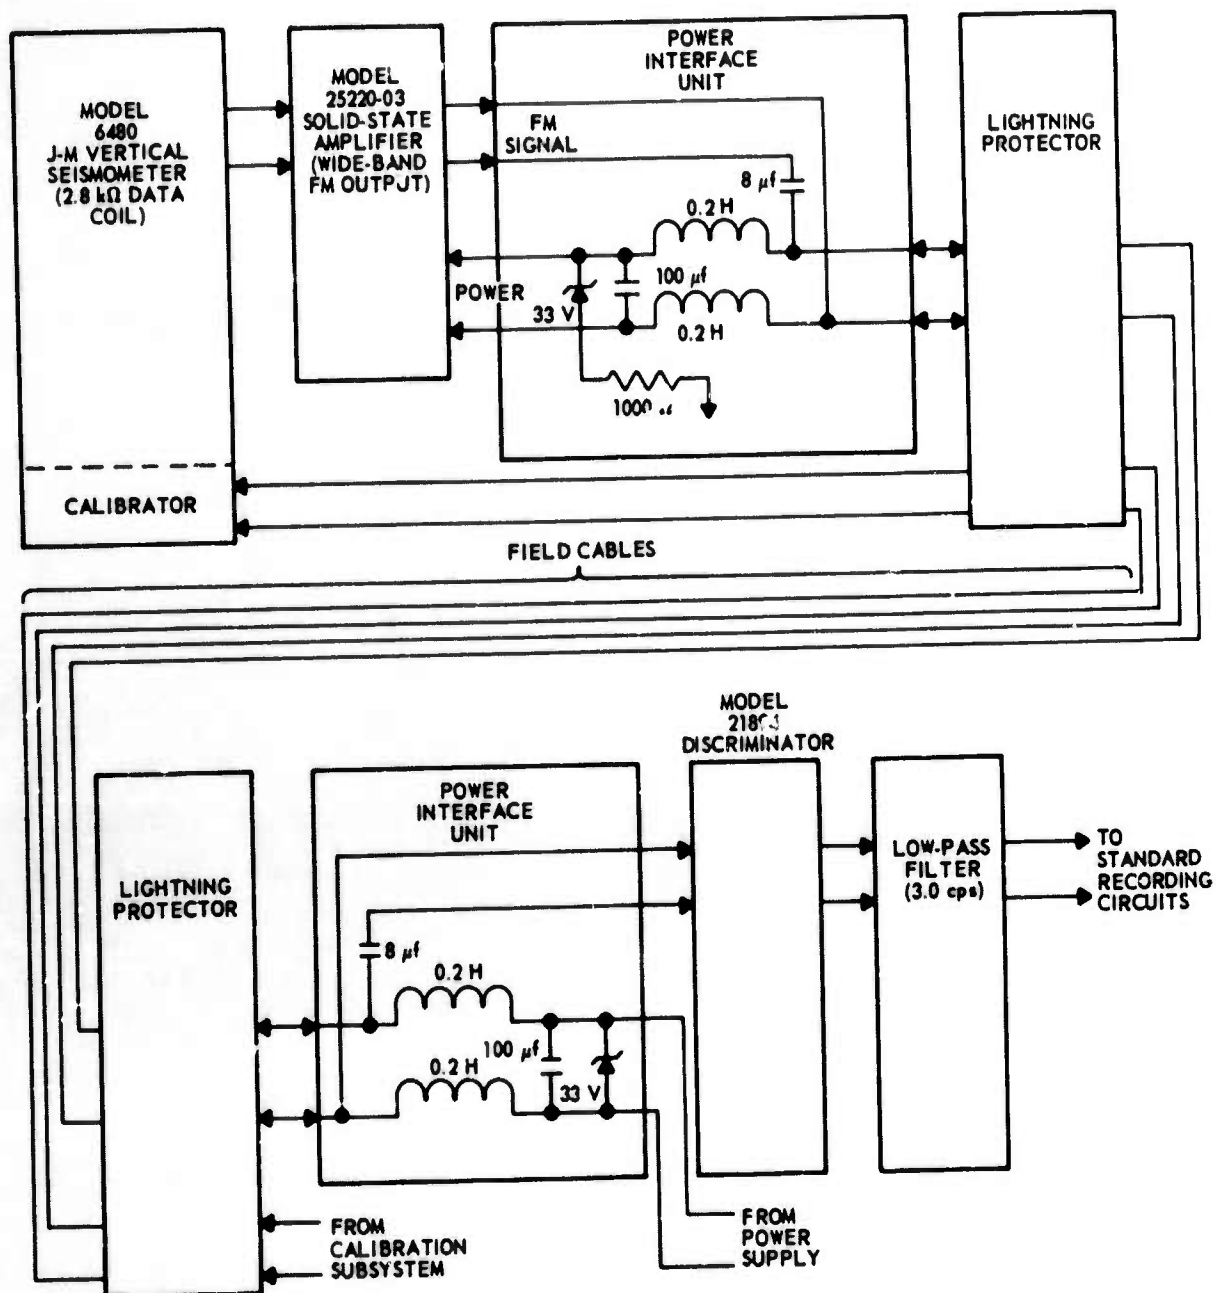 MODEL
6480
J-M VERTICAL
SEISMOMETER
(2.8 kΩ DATA
COIL)
CALIBRATOR
MODEL
25220-03
SOLID-STATE
AMPLIFIER
(WIDE-BAND
FM OUTPUT)
POWER
INTERFACE
UNIT
FM
SIGNAL
8 μf
0.2 H
100 μf
POWER
33 V
0.2 H
LIGHTNING
PROTECTOR
FIELD CABLES
LIGHTNING
PROTECTOR
POWER
INTERFACE
UNIT
8 μf
0.2 H
100 μf
0.2 H
33 V
MODEL
DISCRIMINATOR
LOW-PASS
FILTER
(3.0 cps)
TO
STANDARD
RECORDING
CIRCUITS
FROM
CALIBRATION
SUBSYSTEM
FROM
POWER
SUPPLY